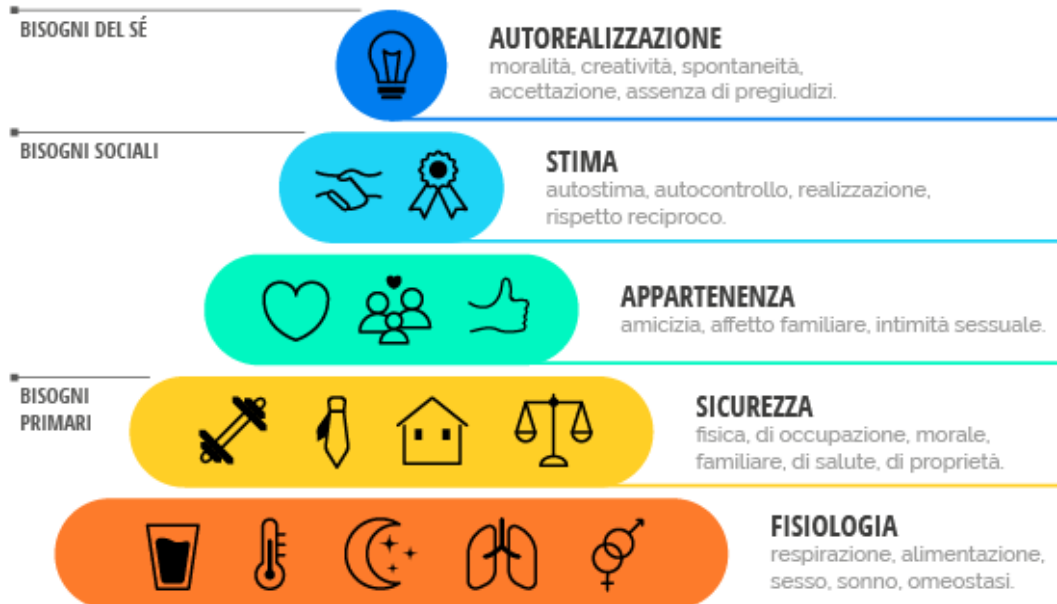 BISOGNI DEL SÉ
AUTOREALIZZAZIONE
moralità, creatività, spontaneità,
accettazione, assenza di pregiudizi.
BISOGNI SOCIALI
STIMA
autostima, autocontrollo, realizzazione,
rispetto reciproco.
APPARTENENZA
amicizia, affetto familiare, intimità sessuale.
BISOGNI
PRIMARI
SICUREZZA
fisica, di occupazione, morale,
familiare, di salute, di proprietà.
FISIOLOGIA
respirazione, alimentazione,
sesso, sonno, omeostasi.